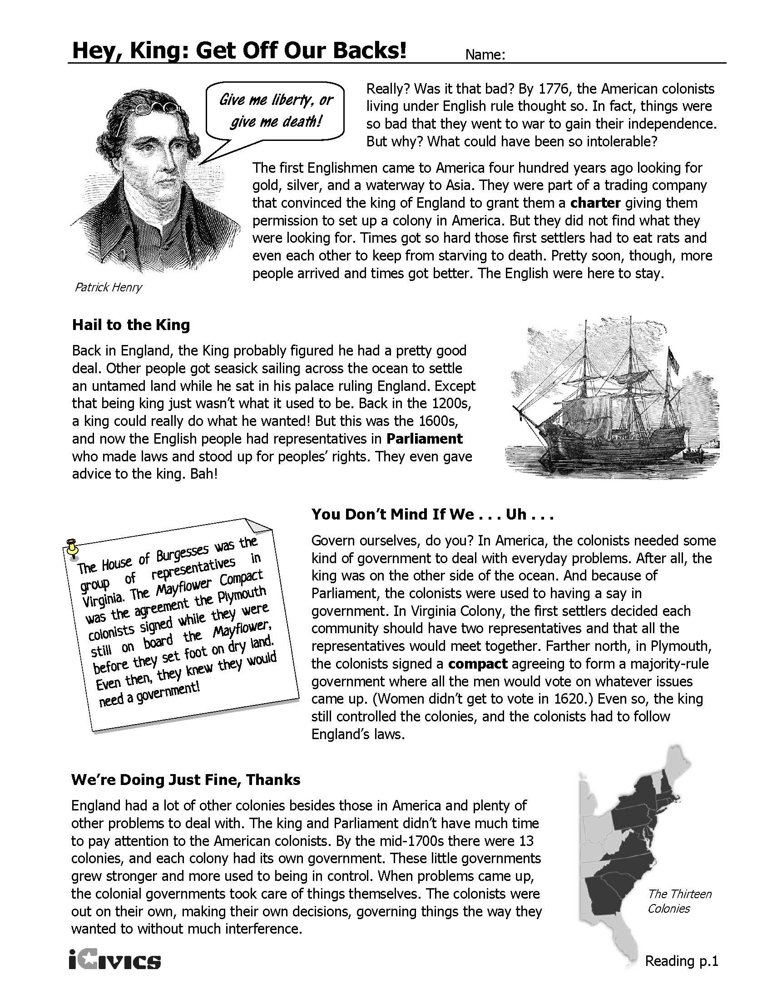 Hey, King: Get Off Our Backs!
Name:
Give me liberty, or
give me death!
Really? Was it that bad? By 1776, the American colonists
living under English rule thought so. In fact, things were
so bad that they went to war to gain their independence.
But why? What could have been so intolerable?
The first Englishmen came to America four hundred years ago looking for
gold, silver, and a waterway to Asia. They were part of a trading company
that convinced the king of England to grant them a charter giving them
permission to set up a colony in America. But they did not find what they
were looking for. Times got so hard those first settlers had to eat rats and
even each other to keep from starving to death. Pretty soon, though, more
people arrived and times got better. The English were here to stay.
Patrick Henry
Hail to the King
Back in England, the King probably figured he had a pretty good
deal. Other people got seasick sailing across the ocean to settle
an untamed land while he sat in his palace ruling England. Except
that being king just wasn't what it used to be. Back in the 1200s,
a king could really do what he wanted! But this was the 1600s,
and now the English people had representatives in Parliament
who made laws and stood up for peoples' rights. They even gave
advice to the king. Bah!
The House of Burgesses was the
group of representatives in
Virginia. The Mayflower Compact
was the agreement the Plymouth
colonists signed while they were
still on board the Mayflower,
before they set foot on dry land.
Even then, they knew they would
need a government!
You Don't Mind If We . . . Uh . . .
Govern ourselves, do you? In America, the colonists needed some
kind of government to deal with everyday problems. After all, the
king was on the other side of the ocean. And because of
Parliament, the colonists were used to having a say in
government. In Virginia Colony, the first settlers decided each
community should have two representatives and that all the
representatives would meet together. Farther north, in Plymouth,
the colonists signed a compact agreeing to form a majority-rule
government where all the men would vote on whatever issues
came up. (Women didn't get to vote in 1620.) Even so, the king
still controlled the colonies, and the colonists had to follow
England's laws.
We're Doing Just Fine, Thanks
England had a lot of other colonies besides those in America and plenty of
other problems to deal with. The king and Parliament didn't have much time
to pay attention to the American colonists. By the mid-1700s there were 13
colonies, and each colony had its own government. These little governments
grew stronger and more used to being in control. When problems came up,
the colonial governments took care of things themselves. The colonists were
out on their own, making their own decisions, governing things the way they
wanted to without much interference.
The Thirteen
Colonies
iCivics
Reading p.1